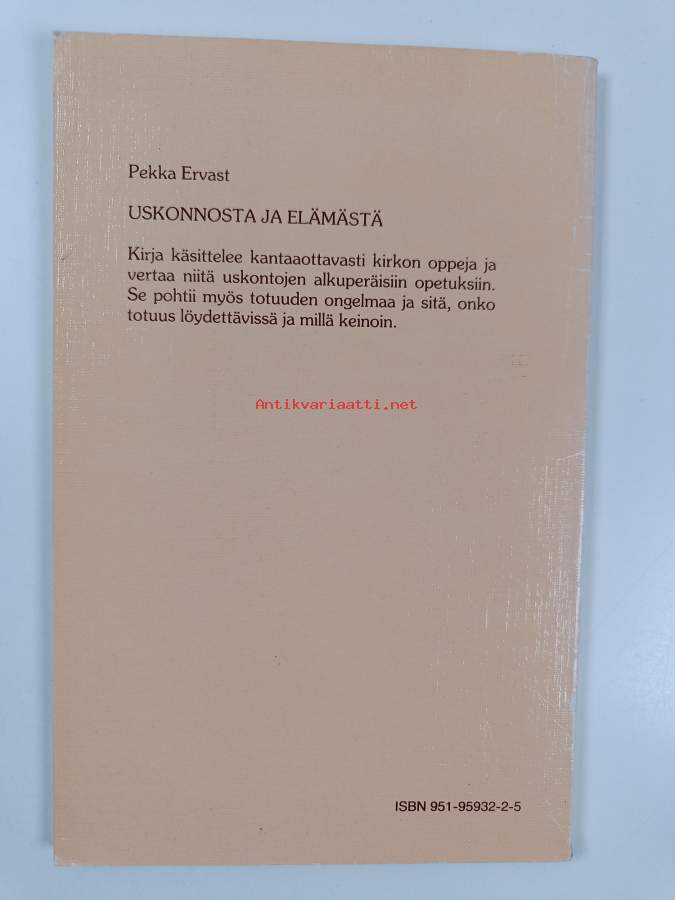 Pekka Ervast
USKONNOSTA JA ELÄMÄSTÄ
Kirja käsittelee kantaaottavasti kirkon oppeja ja
vertaa niitä uskontojen alkuperäisiin opetuksiin.
Se pohtii myös totuuden ongelmaa ja sitä, onko
totuus löydettävissä ja millä keinoin.
Antikvariaatti.net
ISBN 951-95932-2-5